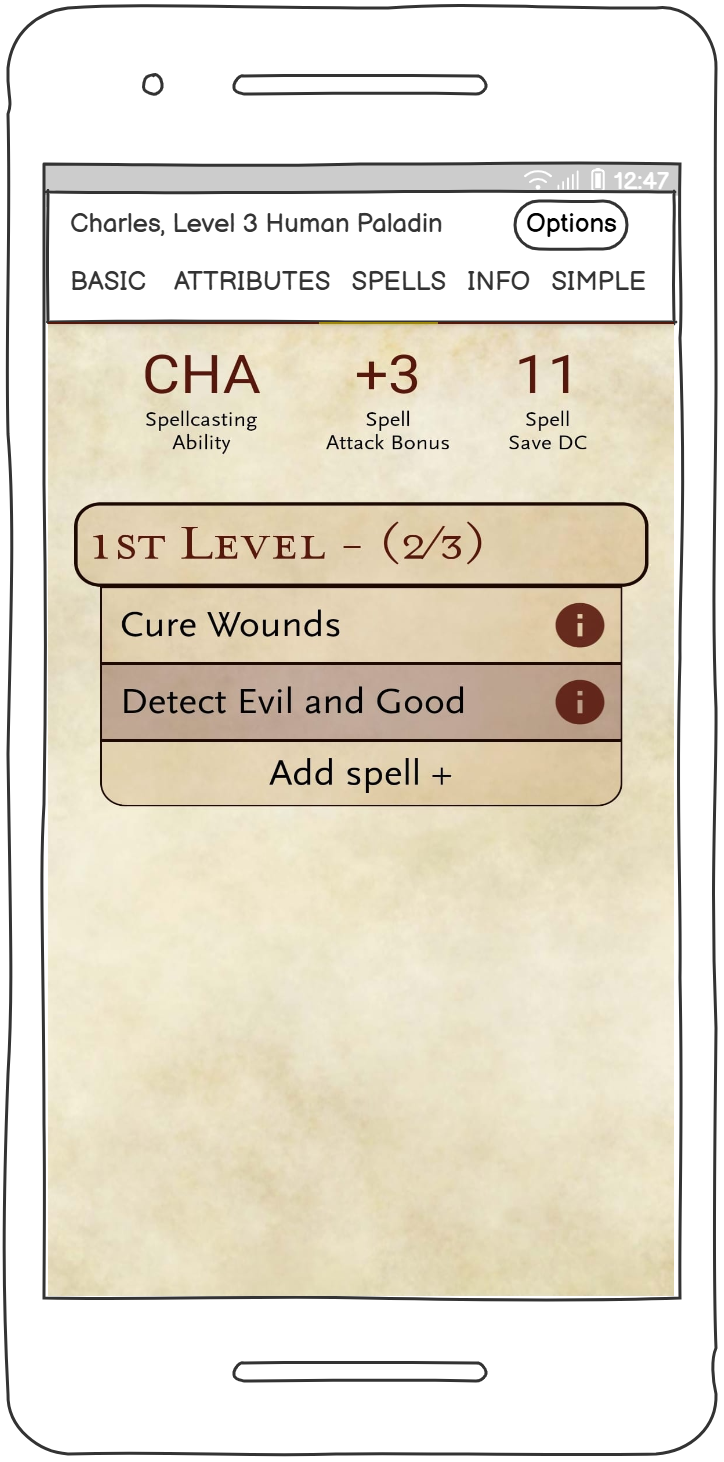 12:47
Charles, Level 3 Human Paladin Options
BASIC ATTRIBUTES SPELLS INFO SIMPLE
CHA +3 11
Spellcasting Spell Spell
Ability Attack Bonus Save DC
1st Level - (2/3)
Cure Wounds i
Detect Evil and Good i
Add spell +